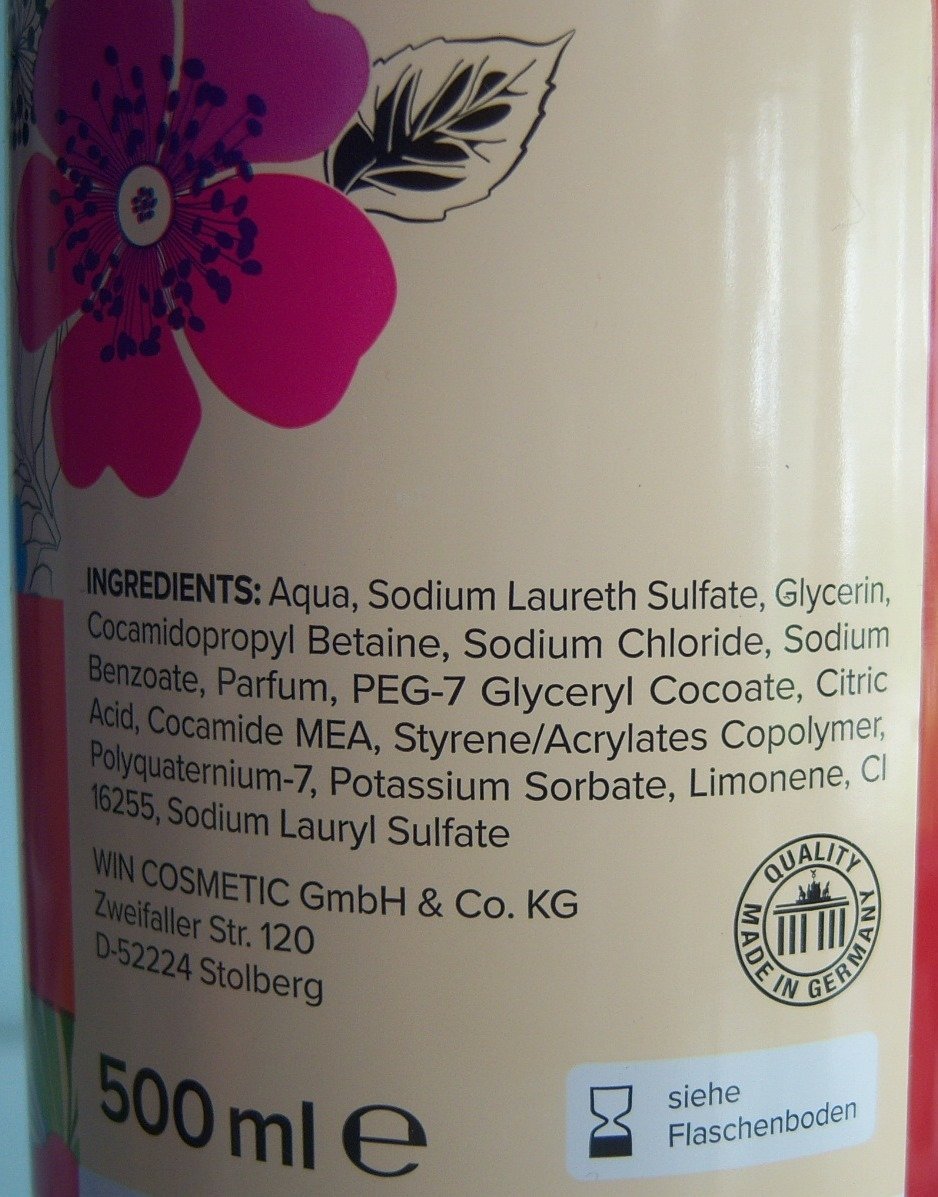 INGREDIENTS: Aqua, Sodium Laureth Sulfate, Glycerin,
Cocamidopropyl Betaine, Sodium Chloride, Sodium
Benzoate, Parfum, PEG-7 Glyceryl Cocoate, Citric
Acid, Cocamide MEA, Styrene/Acrylates Copolymer,
Polyquaternium-7, Potassium Sorbate, Limonene, CI
16255, Sodium Lauryl Sulfate
WIN COSMETIC GmbH & Co. KG
Zweifaller Str. 120
D-52224 Stolberg
QUALITY
MADE IN GERMANY
500 ml ℮
siehe
Flaschenboden